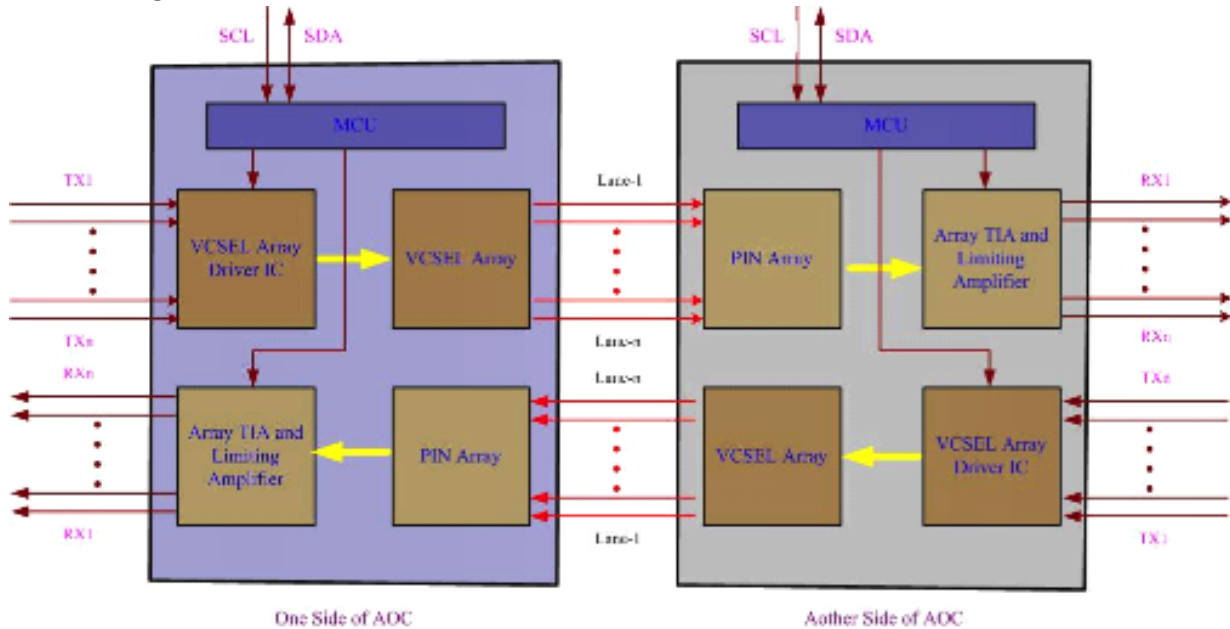 SCL SDA SCL SDA
MCU MCU
TX1 Lane-1 RX1
VCSEL Array
Driver IC
VCSEL Array
PIN Array
Array TIA and
Limiting
Amplifier
TXn Lane-n RXn
RXn Lane-n TXn
Array TIA and
Limiting
Amplifier
PIN Array
VCSEL Array
VCSEL Array
Driver IC
RX1 Lane-1 TX1
One Side of AOC Aother Side of AOC